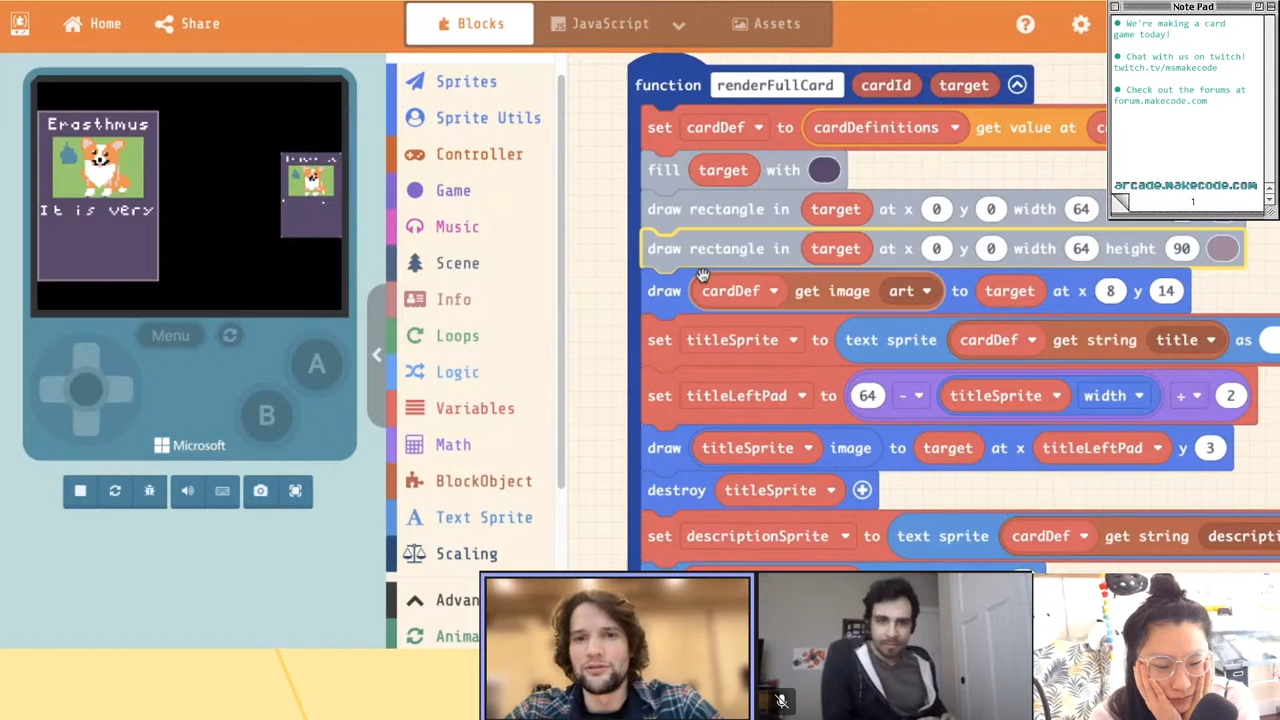 Home
Share
Blocks
JavaScript
Assets
Note Pad
● We're making a card
game today!
● Chat with us on twitch!
twitch.tv/msmakecode
● Check out the forums at
forum.makecode.com
arcade.makecode.com
1
Erasthmus
It is very
Menu
A
B
Microsoft
Sprites
Sprite Utils
Controller
Game
Music
Scene
Info
Loops
Logic
Variables
Math
BlockObject
Text Sprite
Scaling
Advan
Anima
function renderFullCard cardId target
set cardDef to cardDefinitions get value at
fill target with
draw rectangle in target at x 0 y 0 width 64
draw rectangle in target at x 0 y 0 width 64 height 90
draw cardDef get image art to target at x 8 y 14
set titleSprite to text sprite cardDef get string title as
set titleLeftPad to 64 - titleSprite width ÷ 2
draw titleSprite image to target at x titleLeftPad y 3
destroy titleSprite
set descriptionSprite to text sprite cardDef get string descripti